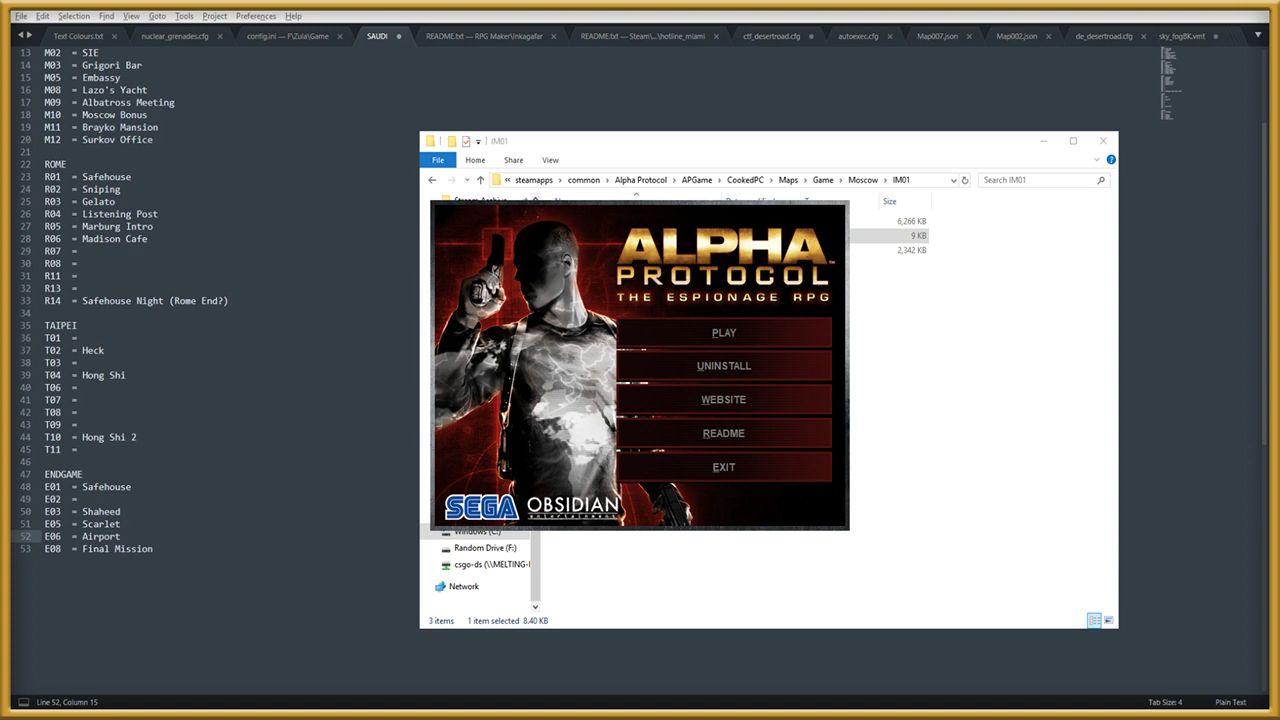 File Edit Selection Find View Goto Tools Project Preferences Help
Text Colours.txt nuclear_grenades.cfg config.ini — F:\Zula\Game SAUDI README.txt — RPG Maker\Inkagafar README.txt — Steam\...\hotline_miami ctf_desertroad.cfg autoexec.cfg Map007.json Map002.json de_desertroad.cfg sky_fogBK.vmt
13 M02 = SIE
14 M03 = Grigori Bar
15 M05 = Embassy
16 M08 = Lazo's Yacht
17 M09 = Albatross Meeting
18 M10 = Moscow Bonus
19 M11 = Brayko Mansion
20 M12 = Surkov Office
21
22 ROME
23 R01 = Safehouse
24 R02 = Sniping
25 R03 = Gelato
26 R04 = Listening Post
27 R05 = Marburg Intro
28 R06 = Madison Cafe
29 R07 =
30 R08 =
31 R11 =
32 R13 =
33 R14 = Safehouse Night (Rome End?)
34
35 TAIPEI
36 T01 =
37 T02 = Heck
38 T03 =
39 T04 = Hong Shi
40 T06 =
41 T07 =
42 T08 =
43 T09 =
44 T10 = Hong Shi 2
45 T11 =
46
47 ENDGAME
48 E01 = Safehouse
49 E02 =
50 E03 = Shaheed
51 E05 = Scarlet
52 E06 = Airport
53 E08 = Final Mission
IM01
File Home Share View
« steamapps › common › Alpha Protocol › APGame › CookedPC › Maps › Game › Moscow › IM01
Search IM01
Size
6,266 KB
9 KB
2,342 KB
ALPHA
PROTOCOL
THE ESPIONAGE RPG
PLAY
UNINSTALL
WEBSITE
README
EXIT
SEGA OBSIDIAN
entertainment
Windows (C:)
Random Drive (F:)
csgo-ds (\\MELTING-
Network
3 items 1 item selected 8.40 KB
Line 52, Column 15
Tab Size: 4
Plain Text